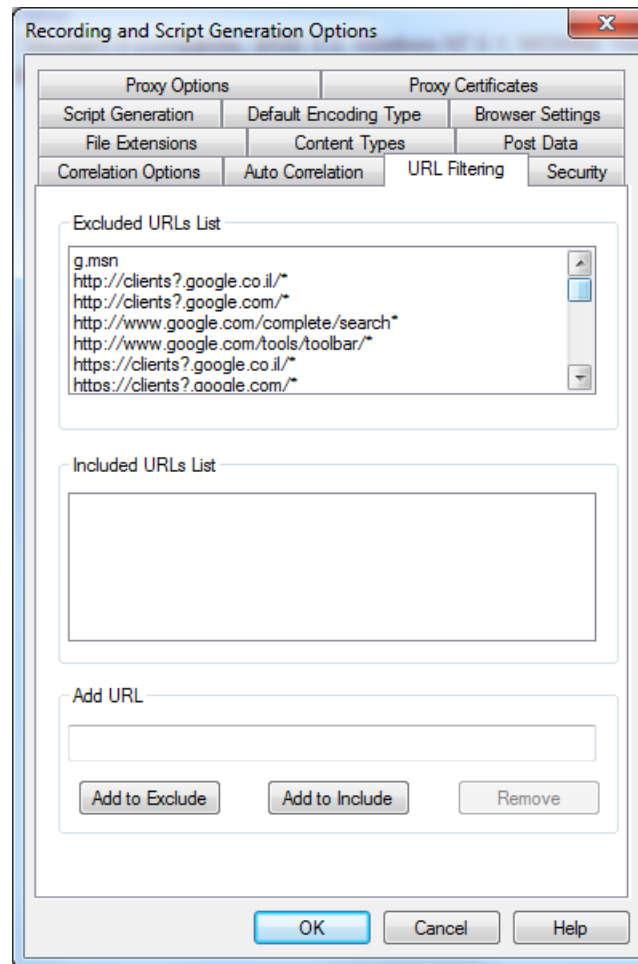 Recording and Script Generation Options
Proxy Options Proxy Certificates
Script Generation Default Encoding Type Browser Settings
File Extensions Content Types Post Data
Correlation Options Auto Correlation URL Filtering Security
Excluded URLs List
g.msn
http://clients?.google.co.il/*
http://clients?.google.com/*
http://www.google.com/complete/search*
http://www.google.com/tools/toolbar/*
https://clients?.google.co.il/*
https://clients?.google.com/*
Included URLs List
Add URL
Add to Exclude Add to Include Remove
OK Cancel Help